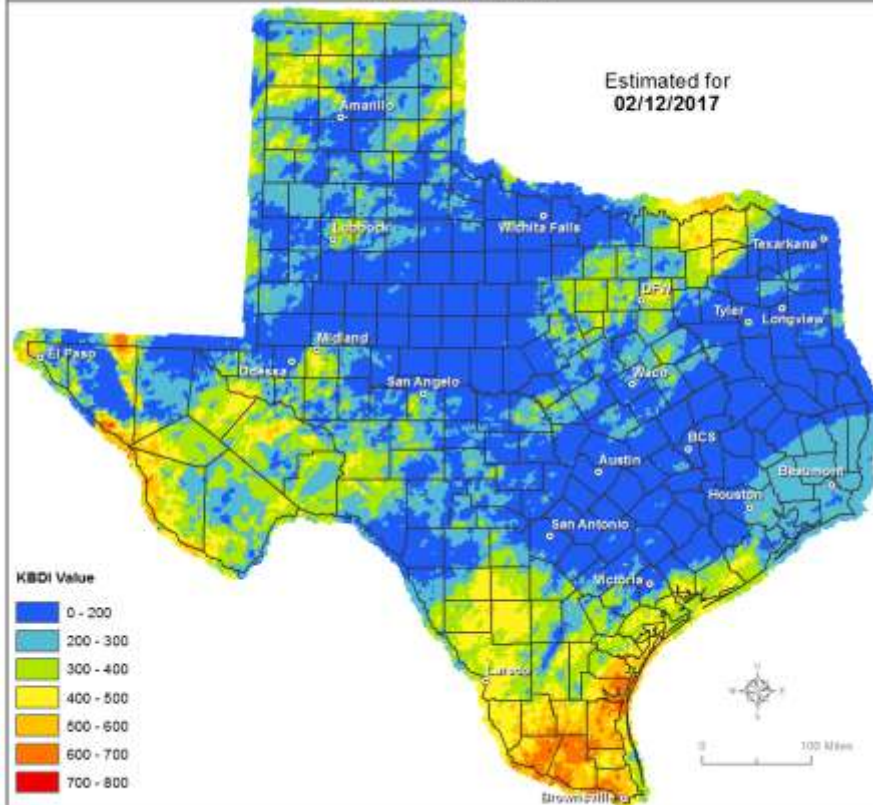 Estimated for
02/12/2017
Amarillo
Lubbock
Wichita Falls
Texarkana
DFW
Tyler
Longview
El Paso
Midland
Odessa
San Angelo
Waco
BCS
Austin
Beaumont
Houston
San Antonio
Victoria
Laredo
Brownsville
KBDI Value
0 - 200
200 - 300
300 - 400
400 - 500
500 - 600
600 - 700
700 - 800
0 100 Miles